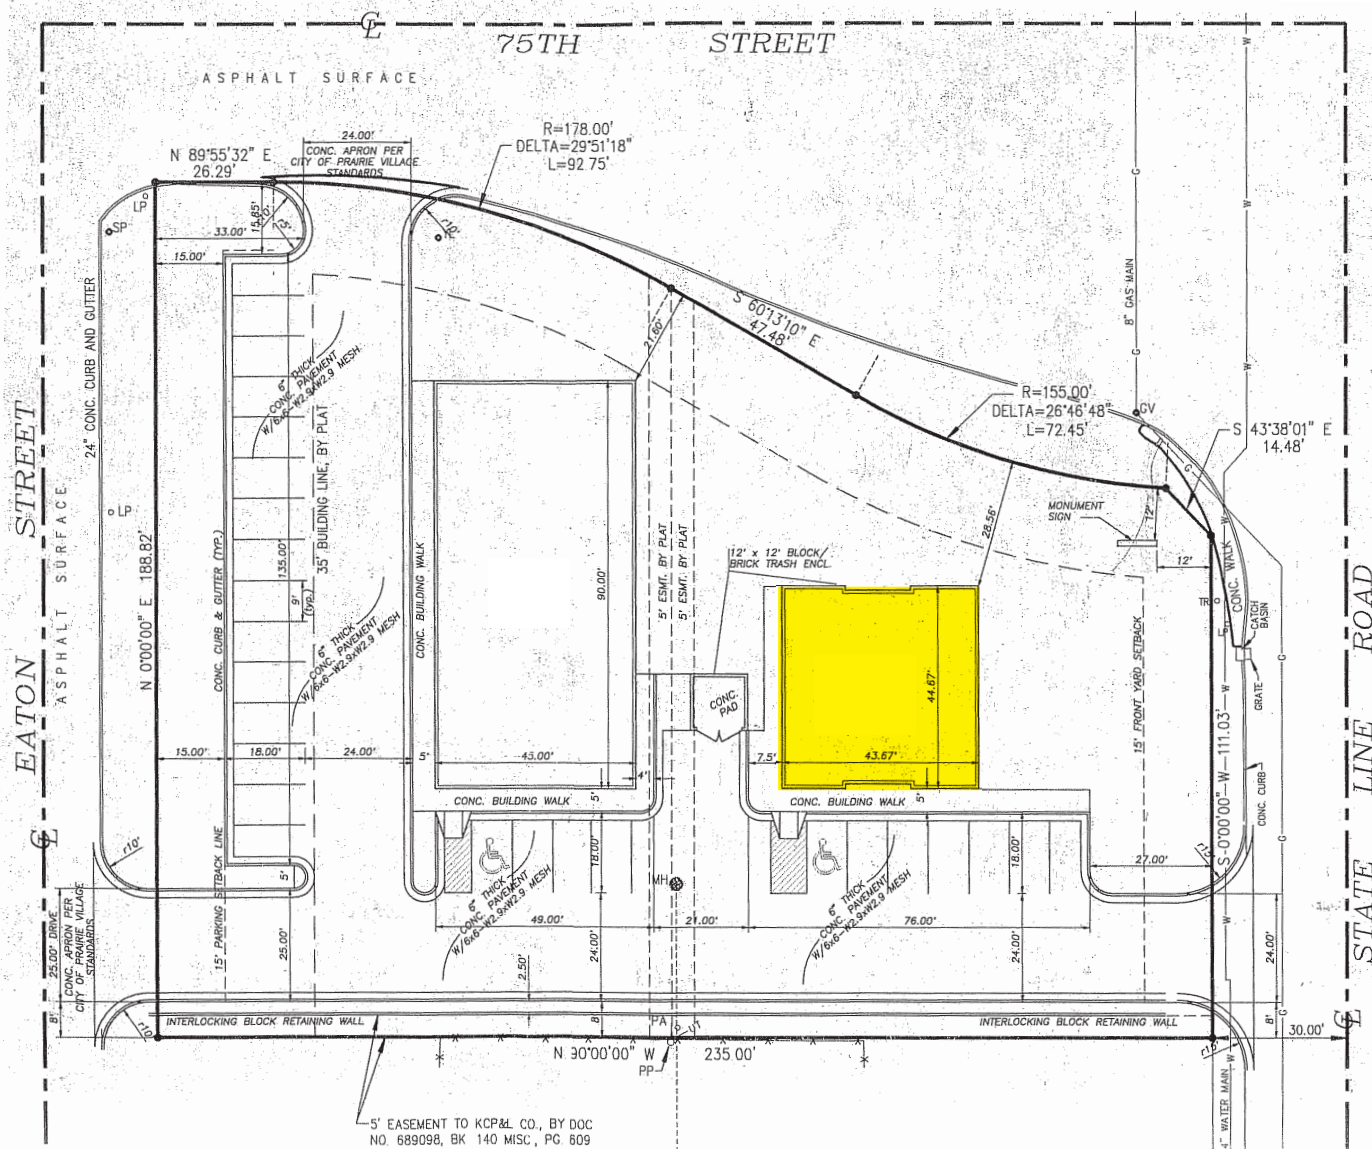 75TH STREET
ASPHALT SURFACE
24.00'
CONC. APRON PER
CITY OF PRAIRIE VILLAGE
STANDARDS
R=178.00'
DELTA=29°51'18"
L=92.75'
N 89°55'32" E
26.29'
LP
SP
15.85'
r15'
33.00'
15.00'
r10'
24" CONC. CURB AND GUTTER
S 60°13'10" E
47.48'
21.60'
8" GAS MAIN
G
W
R=155.00'
DELTA=26°46'48"
L=72.45'
GV
S 43°38'01" E
14.48'
6" THICK
CONC. PAVEMENT
W/6x6-W2.9xW2.9 MESH
35' BUILDING LINE, BY PLAT
EATON STREET
ASPHALT SURFACE
LP
N 0°00'00" E 188.82'
CONC. CURB & GUTTER (TYP.)
135.00'
9'
(typ.)
6" THICK
CONC. PAVEMENT
W/6x6-W2.9xW2.9 MESH
CONC. BUILDING WALK
90.00'
5' ESMT. BY PLAT
5' ESMT. BY PLAT
12' x 12' BLOCK/
BRICK TRASH ENCL.
28.56'
MONUMENT
SIGN
12'
12'
TR
CONC. WALK
CATCH
BASIN
GRATE
44.67'
CONC.
PAD
15' FRONT YARD SETBACK
S 0°00'00" W 111.03'
CONC. CURB
STATE LINE ROAD
15.00'
18.00'
24.00'
5'
45.00'
4'
7.5'
43.67'
5'
5'
CONC. BUILDING WALK
CONC. BUILDING WALK
15' PARKING SETBACK LINE
r10'
5'
18.00'
MH
18.00'
27.00'
r15'
6" THICK
CONC. PAVEMENT
W/6x6-W2.9xW2.9 MESH
6" THICK
CONC. PAVEMENT
W/6x6-W2.9xW2.9 MESH
49.00'
21.00'
76.00'
25.00' DRIVE
CONC. APRON PER
CITY OF PRAIRIE VILLAGE
STANDARDS
25.00'
2.50'
24.00'
24.00'
24.00'
8'
r10'
INTERLOCKING BLOCK RETAINING WALL
8'
PA
INTERLOCKING BLOCK RETAINING WALL
r15'
8'
30.00'
N 90°00'00" W 235.00'
PP
5' EASEMENT TO KCP&L CO., BY DOC
NO. 689098, BK 140 MISC., PG. 609
WATER MAIN